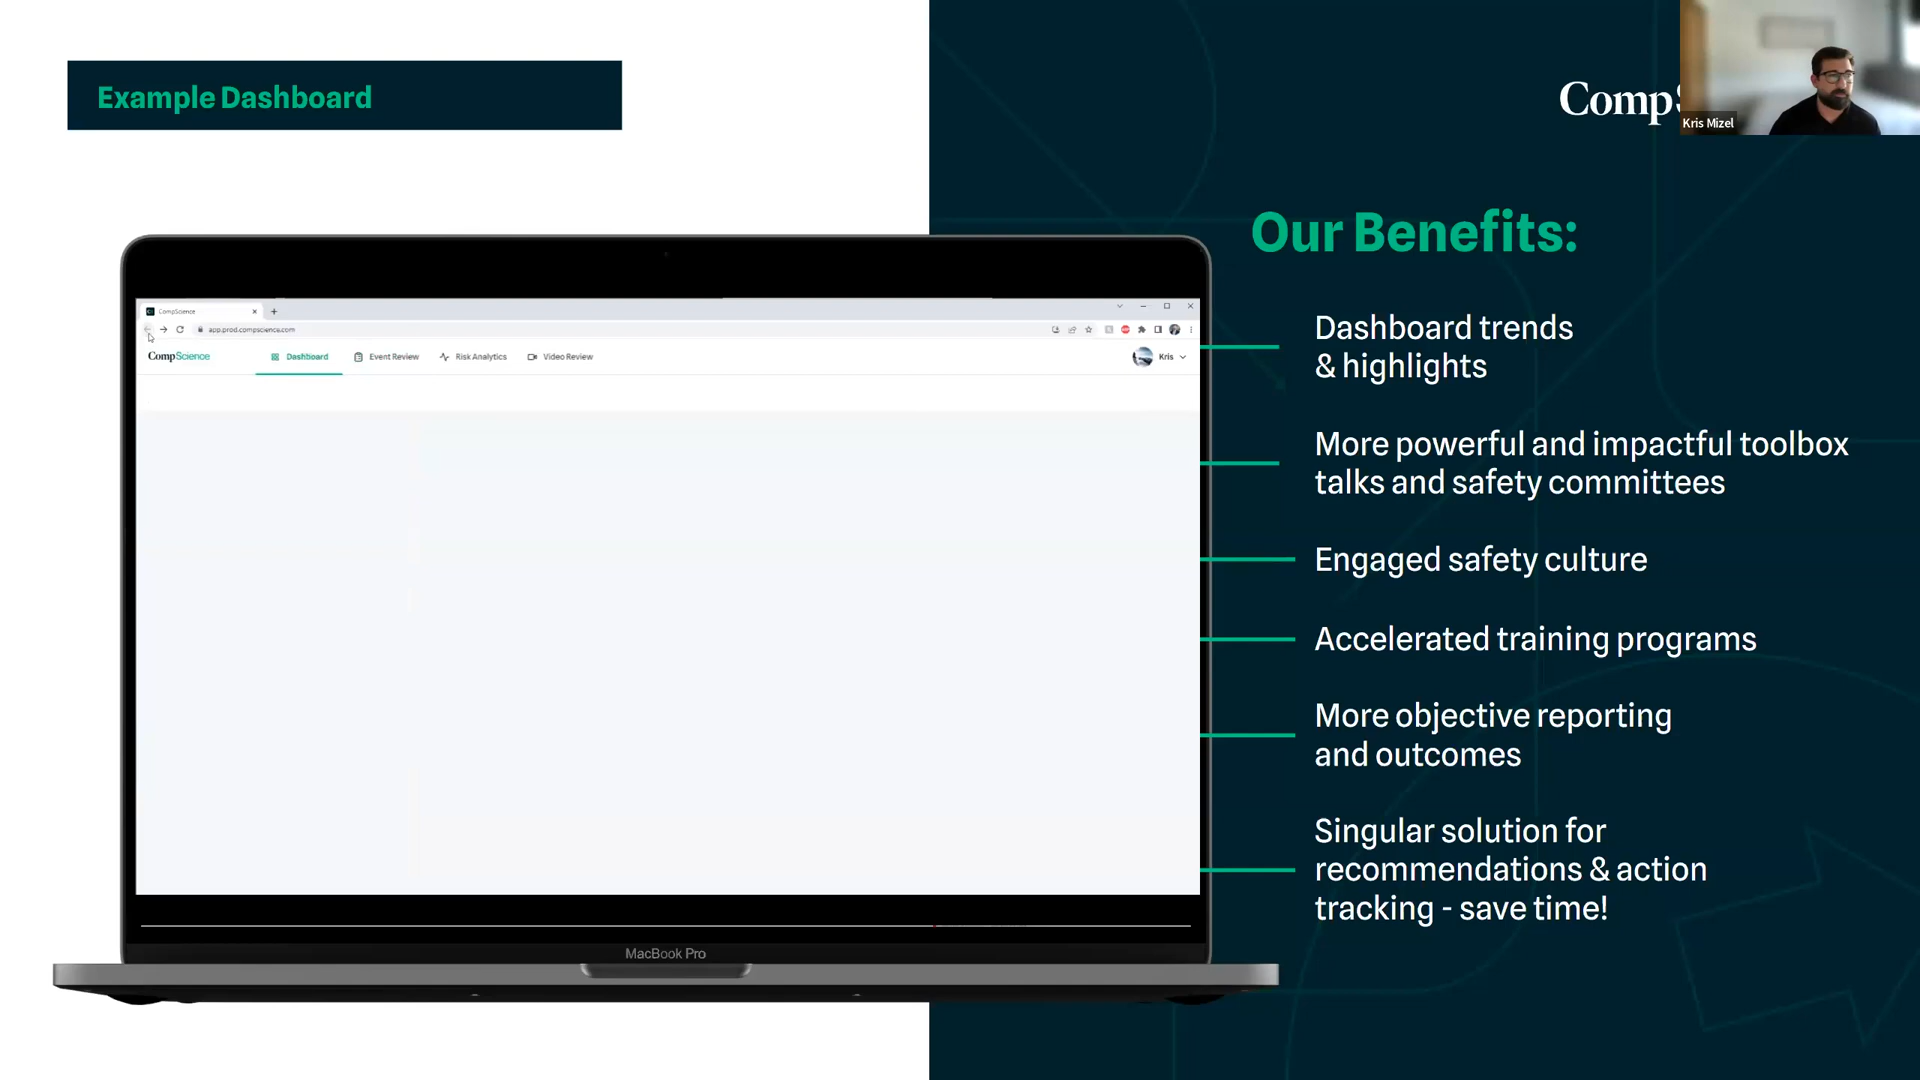 Example Dashboard
Comp
Kris Mizel
Our Benefits:
CompScience
app.prod.compscience.com
CompScience
Dashboard
Event Review
Risk Analytics
Video Review
Kris
Dashboard trends
& highlights
More powerful and impactful toolbox
talks and safety committees
Engaged safety culture
Accelerated training programs
More objective reporting
and outcomes
Singular solution for
recommendations & action
tracking - save time!
MacBook Pro